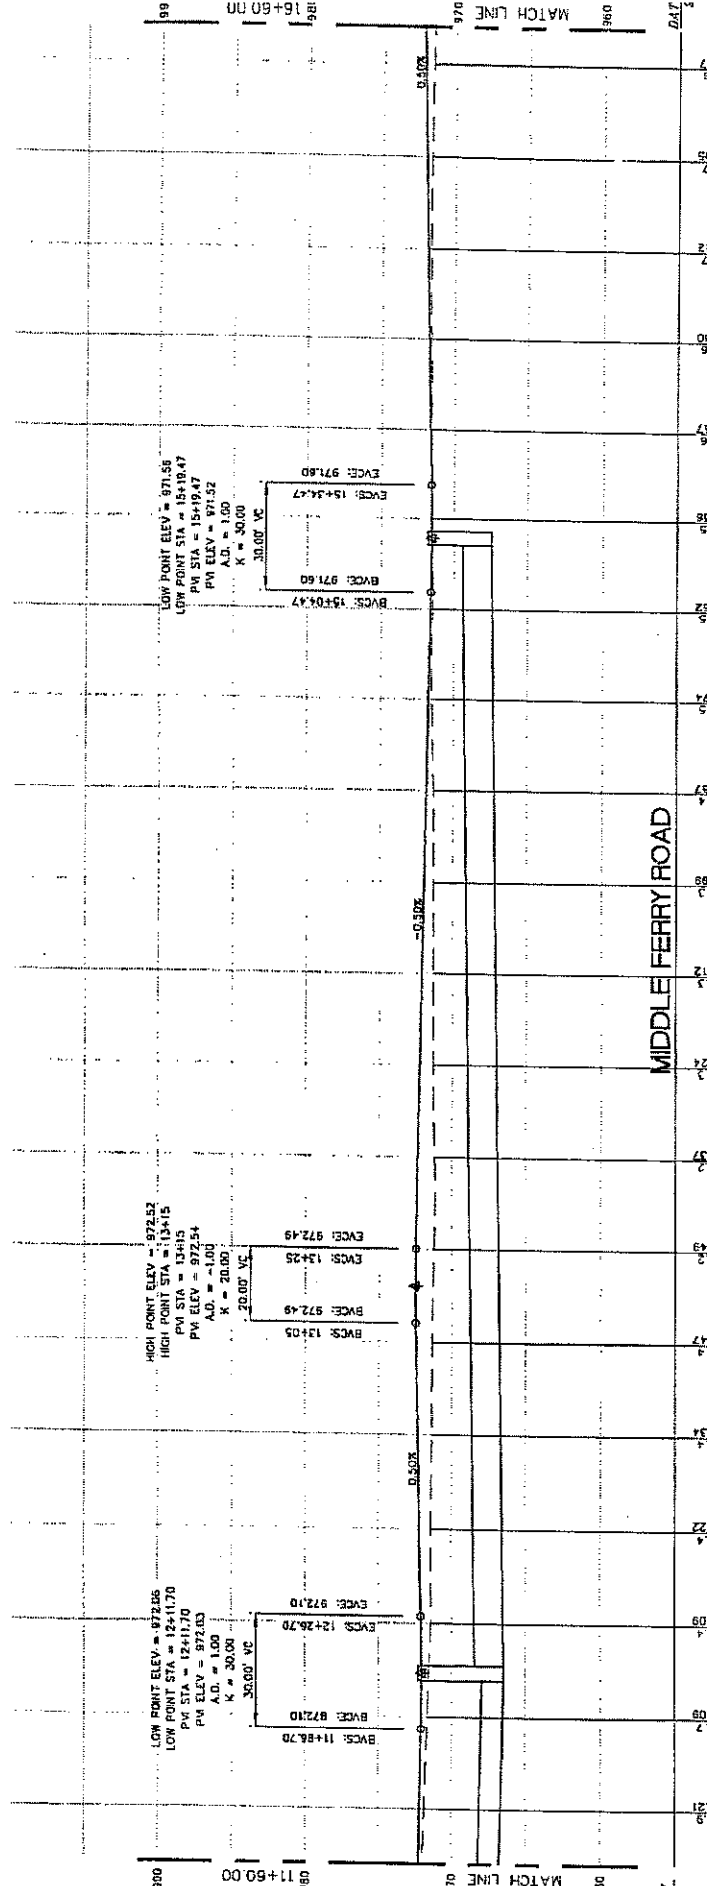 16+60.00
MATCH LINE
99
98
970
960
DAT
0.50%
LOW POINT ELEV = 971.56
LOW POINT STA = 15+19.47
PVI STA = 15+19.47
PVI ELEV = 971.52
A.D. = 1.00
K = 30.00
30.00' VC
BVCS: 15+04.47
BVCE: 971.60
EVCS: 15+34.47
EVCE: 971.60
-0.50%
MIDDLE FERRY ROAD
HIGH POINT ELEV = 972.52
HIGH POINT STA = 13+15
PVI STA = 13+15
PVI ELEV = 972.54
A.D. = -1.00
K = 20.00
20.00' VC
BVCS: 13+05
BVCE: 972.49
EVCS: 13+25
EVCE: 972.49
0.50%
LOW POINT ELEV = 972.06
LOW POINT STA = 12+11.70
PVI STA = 12+11.70
PVI ELEV = 972.03
A.D. = 1.00
K = 30.00
30.00' VC
BVCS: 11+96.70
BVCE: 972.10
EVCS: 12+26.70
EVCE: 972.10
11+60.00
MATCH LINE